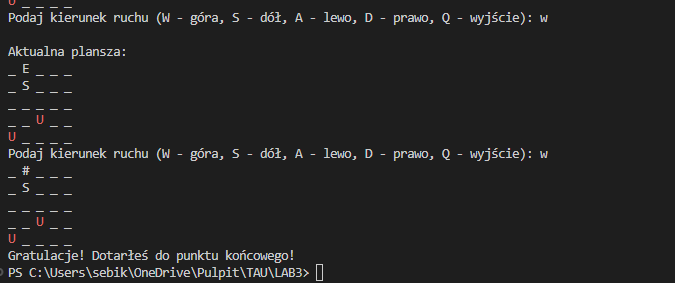 U _ _ _ _
Podaj kierunek ruchu (W - góra, S - dół, A - lewo, D - prawo, Q - wyjście): w
Aktualna plansza:
_ E _ _ _
_ S _ _ _
_ _ _ _ _
_ _ U _ _
U _ _ _ _
Podaj kierunek ruchu (W - góra, S - dół, A - lewo, D - prawo, Q - wyjście): w
_ # _ _ _
_ S _ _ _
_ _ _ _ _
_ _ U _ _
U _ _ _ _
Gratulacje! Dotarłeś do punktu końcowego!
PS C:\Users\sebik\OneDrive\Pulpit\TAU\LAB3>